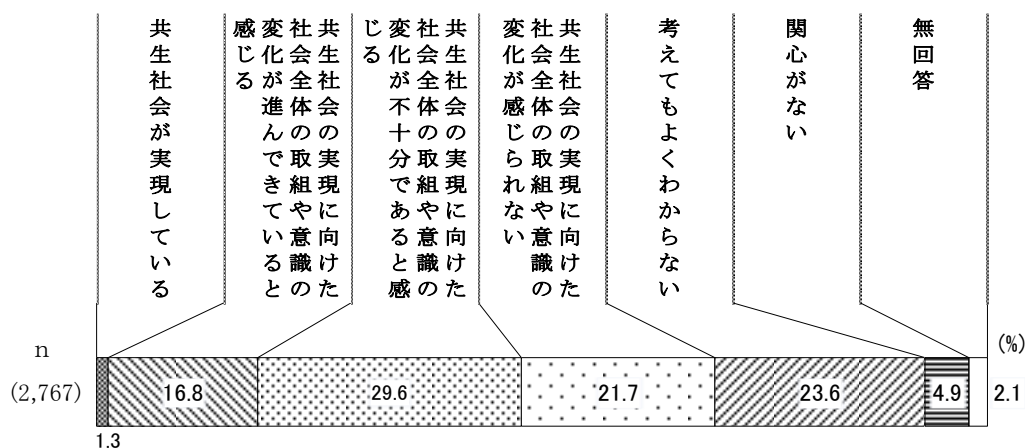 共生社会が実現している
共生社会の実現に向けた
社会全体の取組や意識の
変化が進んできていると
感じる
共生社会の実現に向けた
社会全体の取組や意識の
変化が不十分であると感
じる
共生社会の実現に向けた
社会全体の取組や意識の
変化が感じられない
考えてもよくわからない
関心がない
無回答
(%)
n
(2,767)
1.3
16.8
29.6
21.7
23.6
4.9
2.1